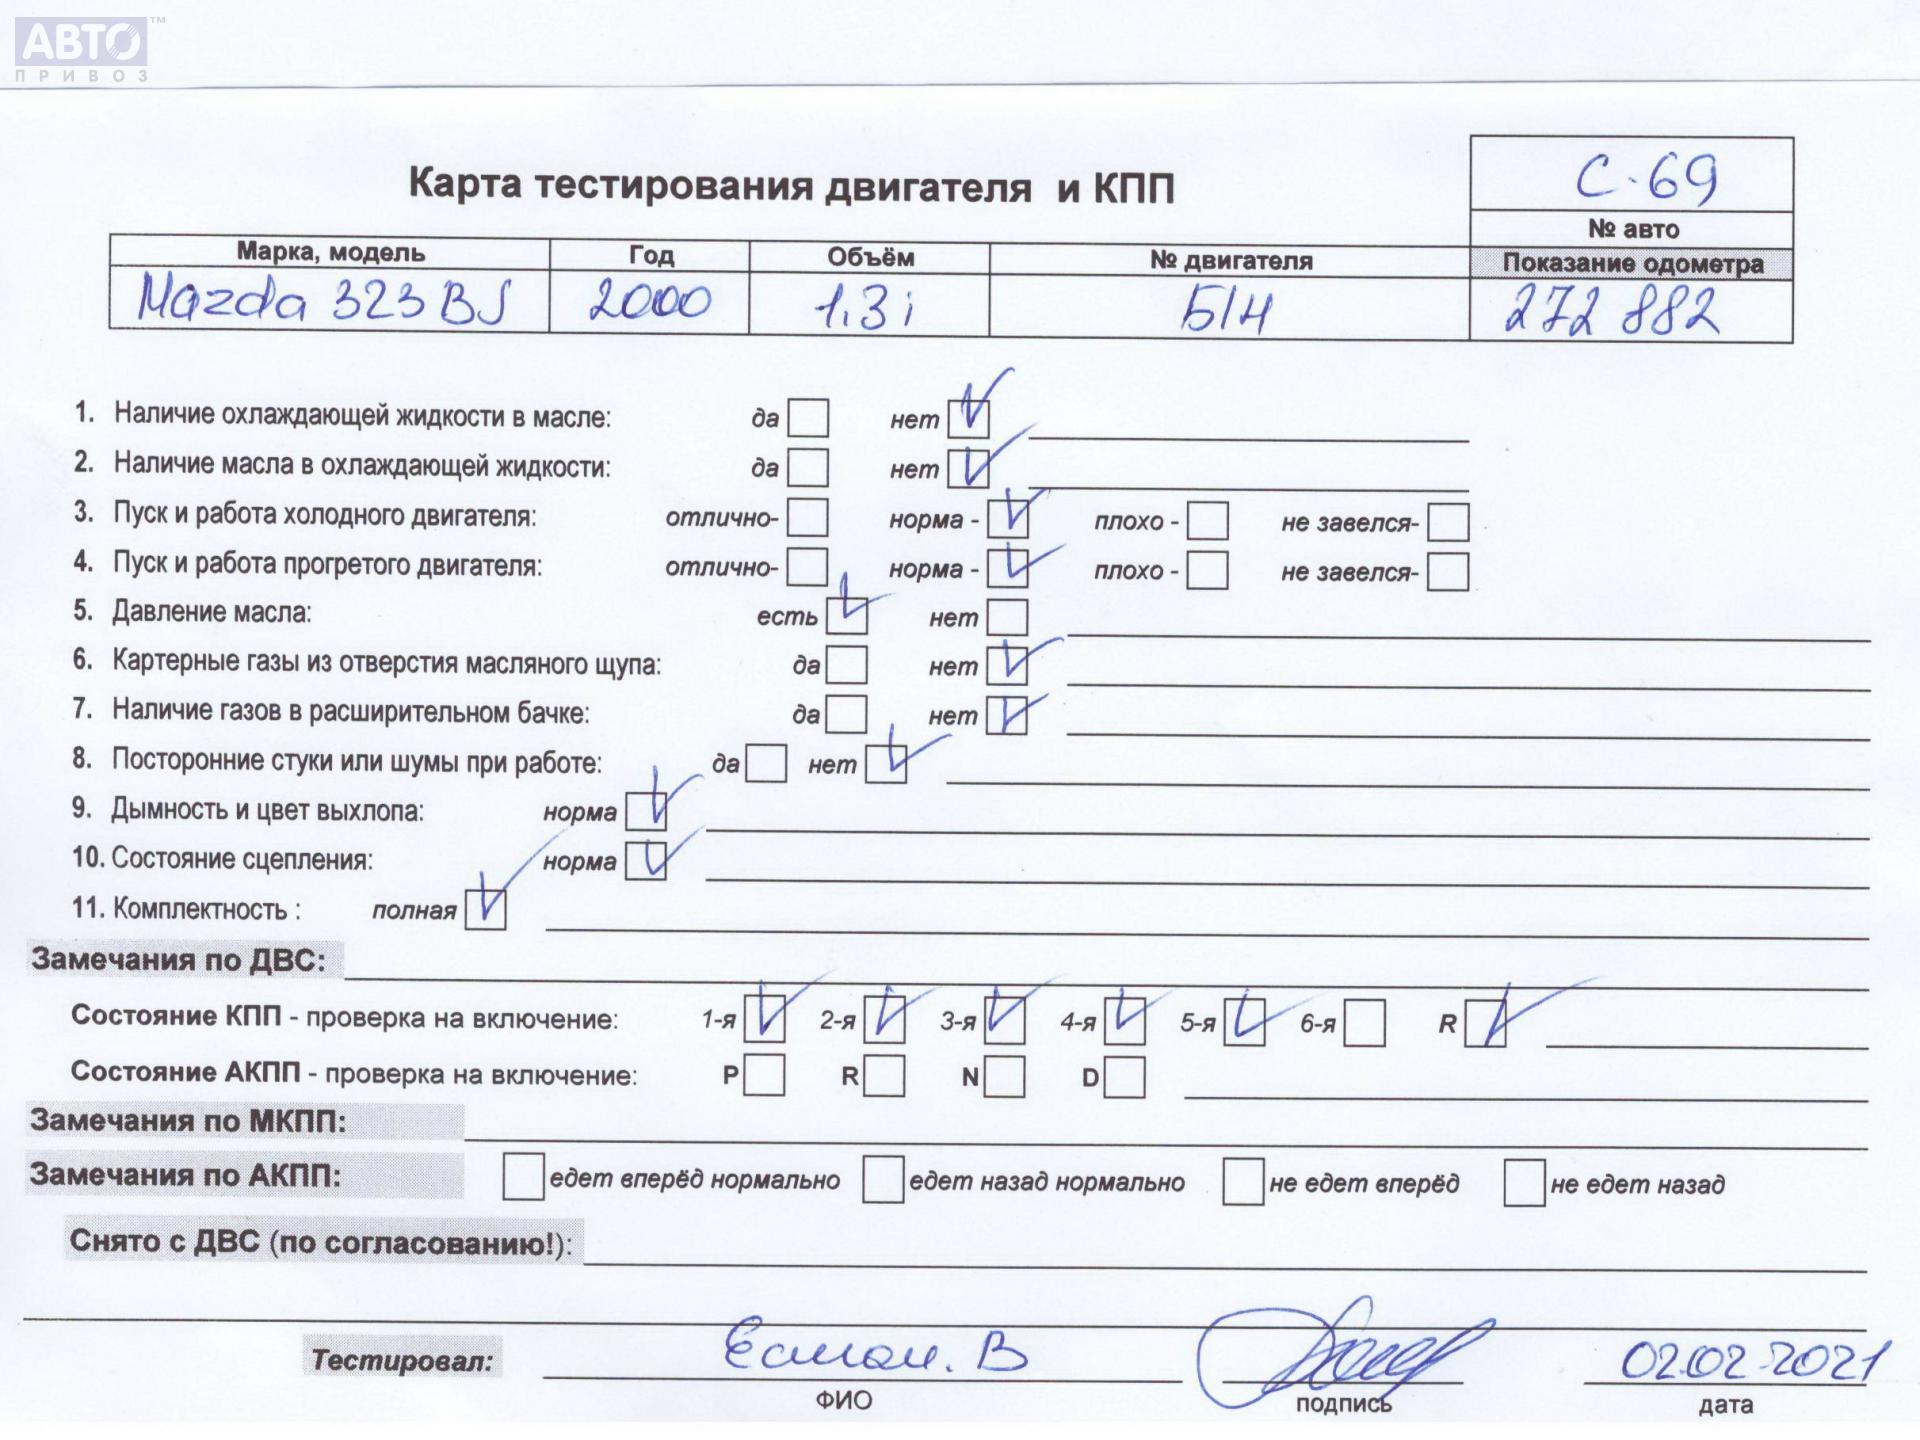 АВТО™
ПРИВОЗ
С-69
Карта тестирования двигателя и КПП
№ авто
Марка, модель Год Объём № двигателя Показание одометра
Mazda 323 BJ 2000 1.3 i Б/Н 272 882
1. Наличие охлаждающей жидкости в масле: да нет
2. Наличие масла в охлаждающей жидкости: да нет
3. Пуск и работа холодного двигателя: отлично- норма - плохо - не завелся-
4. Пуск и работа прогретого двигателя: отлично- норма - плохо - не завелся-
5. Давление масла: есть нет
6. Картерные газы из отверстия масляного щупа: да нет
7. Наличие газов в расширительном бачке: да нет
8. Посторонние стуки или шумы при работе: да нет
9. Дымность и цвет выхлопа: норма
10. Состояние сцепления: норма
11. Комплектность : полная
Замечания по ДВС:
Состояние КПП - проверка на включение: 1-я 2-я 3-я 4-я 5-я 6-я R
Состояние АКПП - проверка на включение: P R N D
Замечания по МКПП:
Замечания по АКПП: едет вперёд нормально едет назад нормально не едет вперёд не едет назад
Снято с ДВС (по согласованию!):
Тестировал: В 02.02.2021
ФИО подпись дата